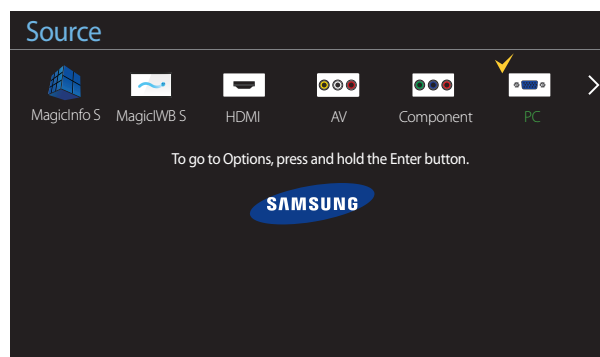 Source
MagicInfo S MagicIWB S HDMI AV Component PC
To go to Options, press and hold the Enter button.
SAMSUNG